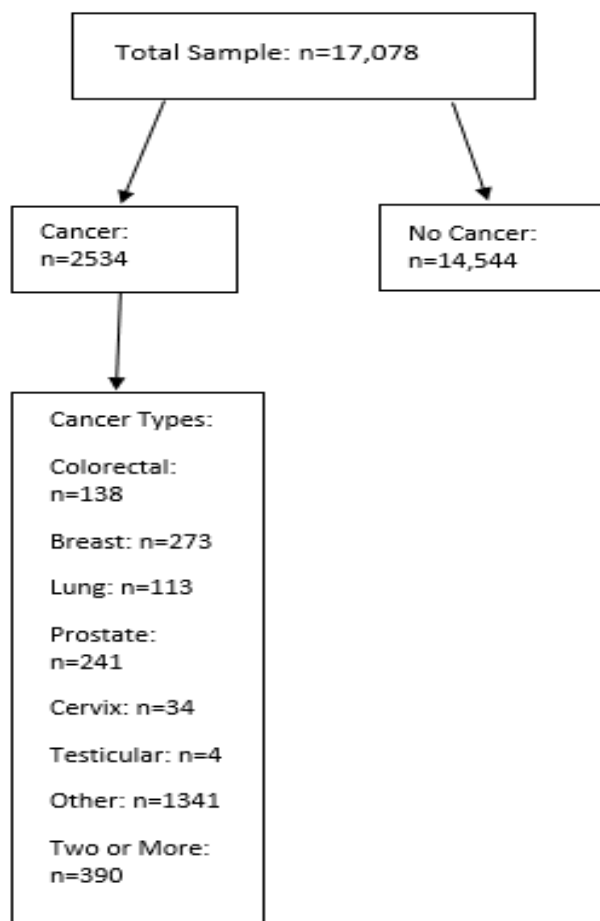 Total Sample: n=17,078
Cancer:
n=2534
No Cancer:
n=14,544
Cancer Types:
Colorectal:
n=138
Breast: n=273
Lung: n=113
Prostate:
n=241
Cervix: n=34
Testicular: n=4
Other: n=1341
Two or More:
n=390